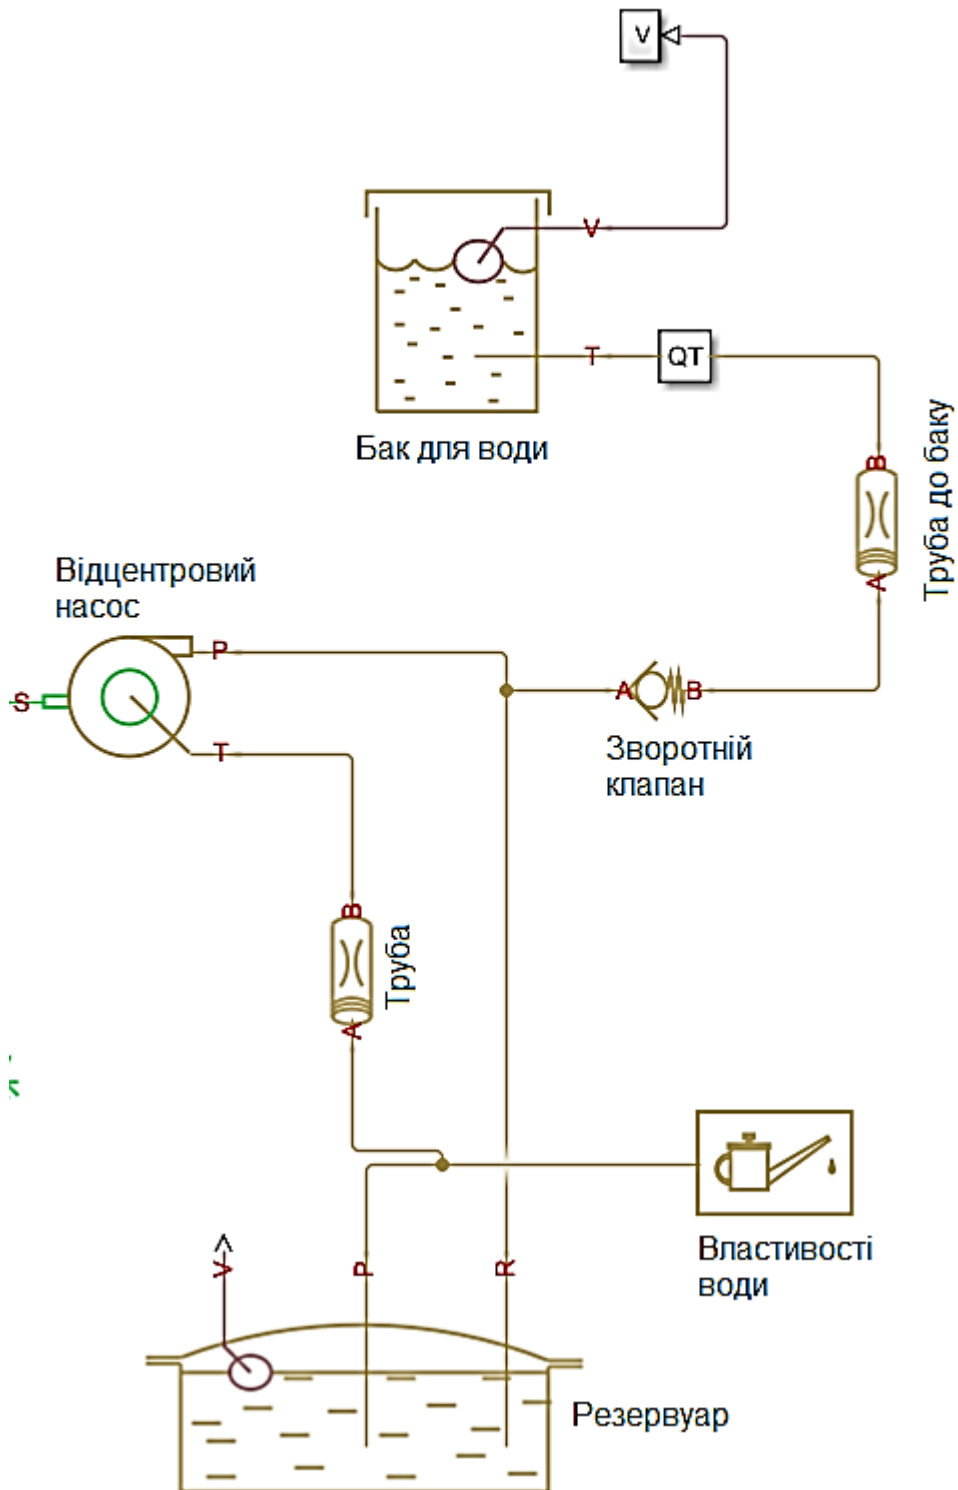 V
V
T
QT
Бак для води
B
Труба до баку
A
Відцентровий
насос
P
S
T
A
B
Зворотній
клапан
B
Труба
A
Властивості
води
V
P
R
Резервуар